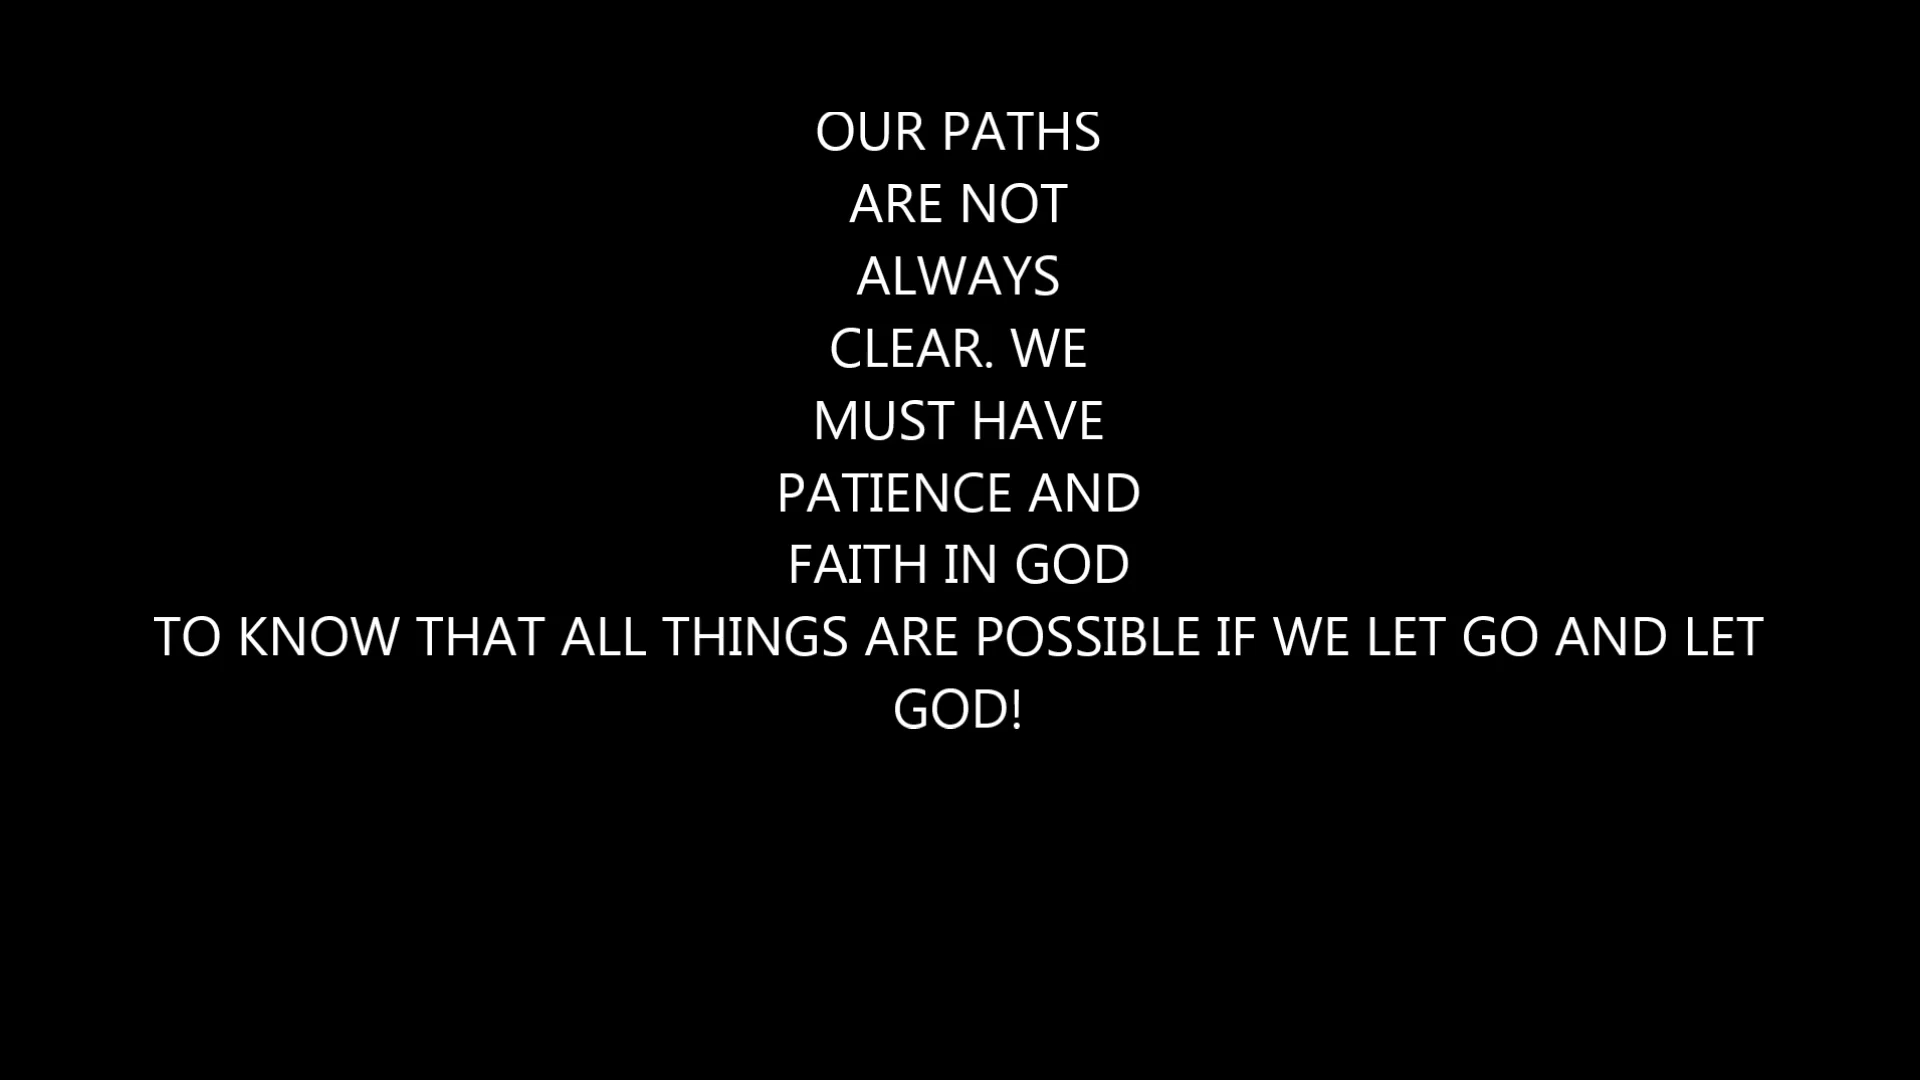 OUR PATHS
ARE NOT
ALWAYS
CLEAR. WE
MUST HAVE
PATIENCE AND
FAITH IN GOD
TO KNOW THAT ALL THINGS ARE POSSIBLE IF WE LET GO AND LET
GOD!